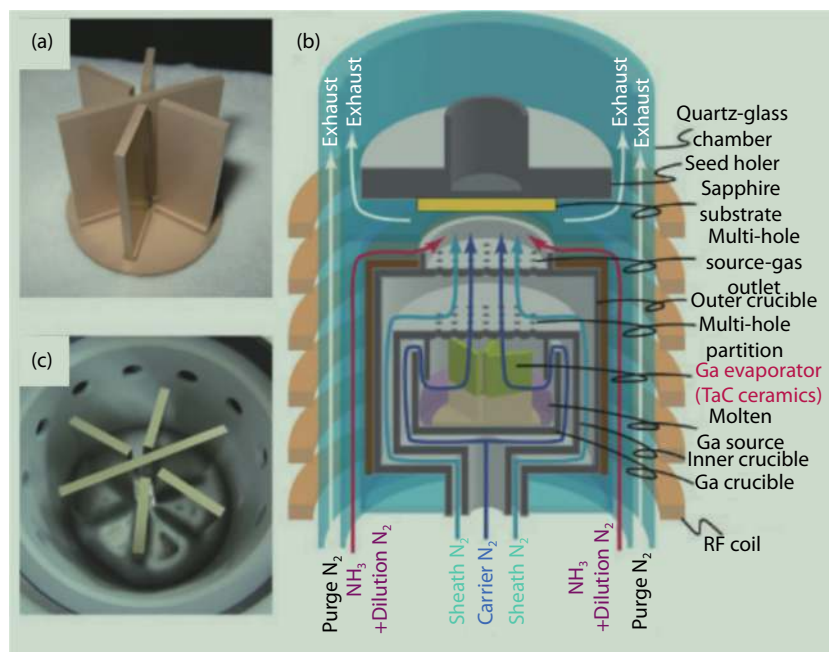 (a)
(b)
(c)
Exhaust
Exhaust
Exhaust
Exhaust
Quartz-glass
chamber
Seed holer
Sapphire
substrate
Multi-hole
source-gas
outlet
Outer crucible
Multi-hole
partition
Ga evaporator
(TaC ceramics)
Molten
Ga source
Inner crucible
Ga crucible
RF coil
Purge N₂
NH₃
+Dilution N₂
Sheath N₂
Carrier N₂
Sheath N₂
NH₃
+Dilution N₂
Purge N₂